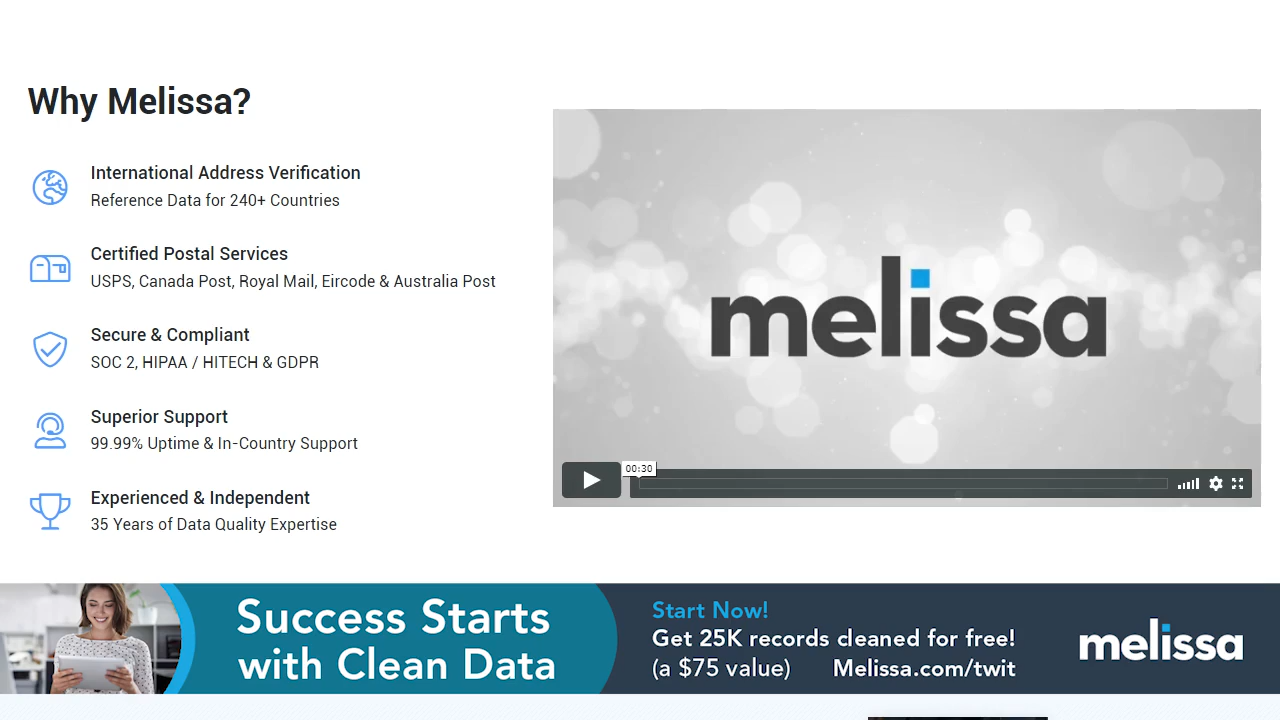 Why Melissa?
International Address Verification
Reference Data for 240+ Countries
Certified Postal Services
USPS, Canada Post, Royal Mail, Eircode & Australia Post
Secure & Compliant
SOC 2, HIPAA / HITECH & GDPR
Superior Support
99.99% Uptime & In-Country Support
Experienced & Independent
35 Years of Data Quality Expertise
melissa
00:30
Success Starts
with Clean Data
Start Now!
Get 25K records cleaned for free!
(a $75 value) Melissa.com/twit
melissa